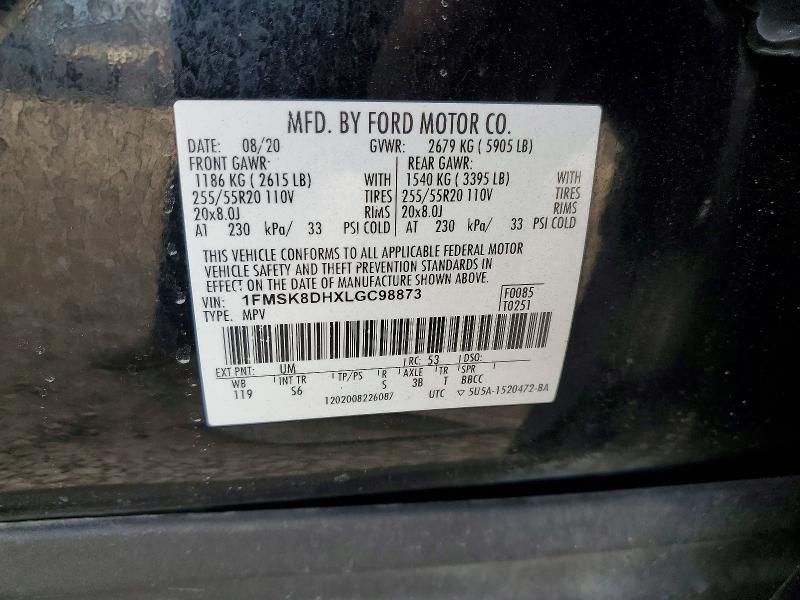 MFD. BY FORD MOTOR CO.
DATE: 08/20 GVWR: 2679 KG ( 5905 LB)
FRONT GAWR: REAR GAWR:
1186 KG ( 2615 LB) WITH 1540 KG ( 3395 LB) WITH
255/55R20 110V TIRES 255/55R20 110V TIRES
20x8.0J RIMS 20x8.0J RIMS
AT 230 kPa/ 33 PSI COLD AT 230 kPa/ 33 PSI COLD
THIS VEHICLE CONFORMS TO ALL APPLICABLE FEDERAL MOTOR
VEHICLE SAFETY AND THEFT PREVENTION STANDARDS IN
EFFECT ON THE DATE OF MANUFACTURE SHOWN ABOVE.
VIN: 1FMSK8DHXLGC98873 F0085
TYPE: MPV T0251
EXT PNT: UM RC: 53 DSO:
WB INT TR TP/PS R AXLE TR SPR
119 S6 S 3B T BBCC
1202008226087 UTC ▽ 5U5A-1520472-BA